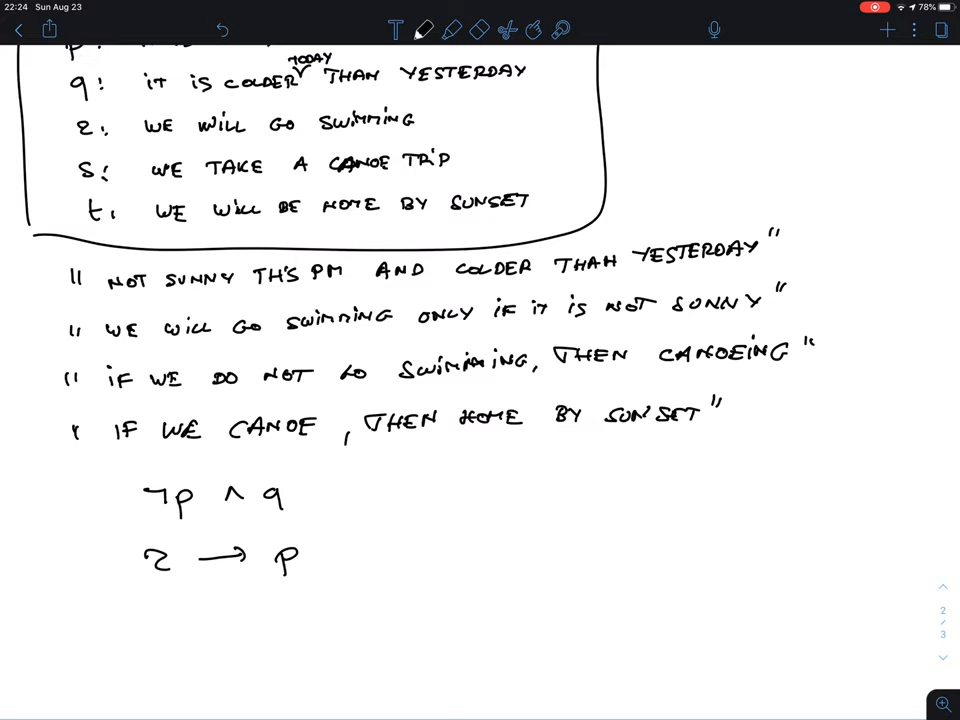 22:24 Sun Aug 23
78%
p:
q: IT IS COLDER TODAY THAN YESTERDAY
r: WE WILL GO SWIMMING
s: WE TAKE A CANOE TRIP
t: WE WILL BE HOME BY SUNSET
" NOT SUNNY THIS PM AND COLDER THAN YESTERDAY "
" WE WILL GO SWIMMING ONLY IF IT IS NOT SUNNY "
" IF WE DO NOT GO SWIMMING, THEN CANOEING "
" IF WE CANOE, THEN HOME BY SUNSET "
¬p ∧ q
r → p
2
/
3